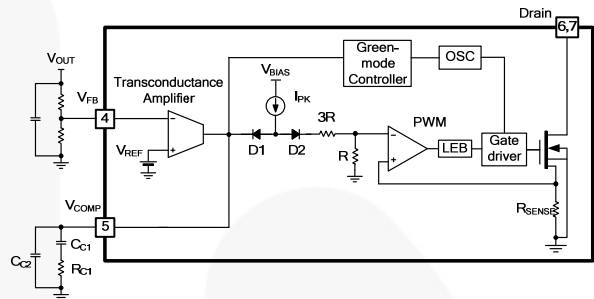 Drain
6,7
VOUT
Green-
mode
Controller
OSC
VBIAS
Transconductance
Amplifier
VFB
IPK
4
3R
PWM
−
+
VREF
D1
D2
R
−
+
LEB
Gate
driver
VCOMP
5
RSENSE
CC1
CC2
RC1